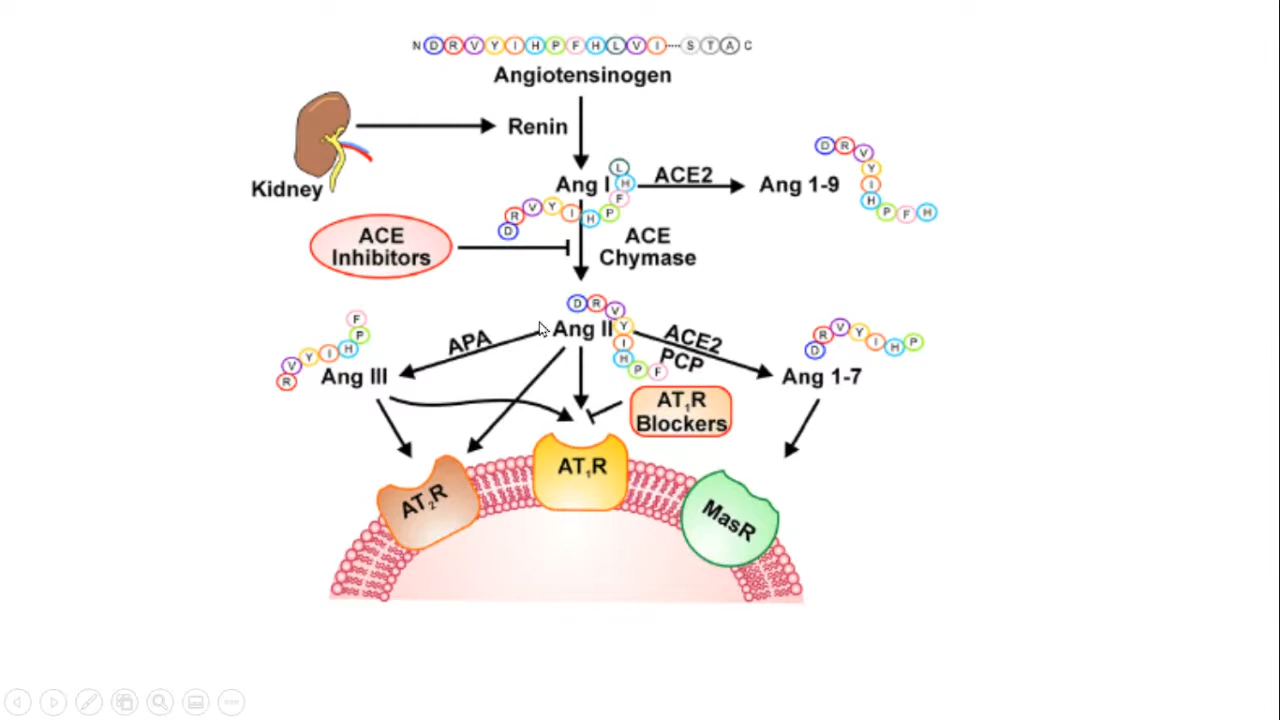 N D R V Y I H P F H L V I ···· S T A C
Angiotensinogen
Renin
Kidney
Ang I
L
H
F
P
H
I
Y
V
R
D
ACE2
Ang 1-9
D R V Y I H P F H
ACE
Inhibitors
ACE
Chymase
D R V Y I H P F
Ang II
APA
R V Y I H P F
Ang III
ACE2
PCP
D R V Y I H P
Ang 1-7
AT₁R
Blockers
AT₂R
AT₁R
MasR